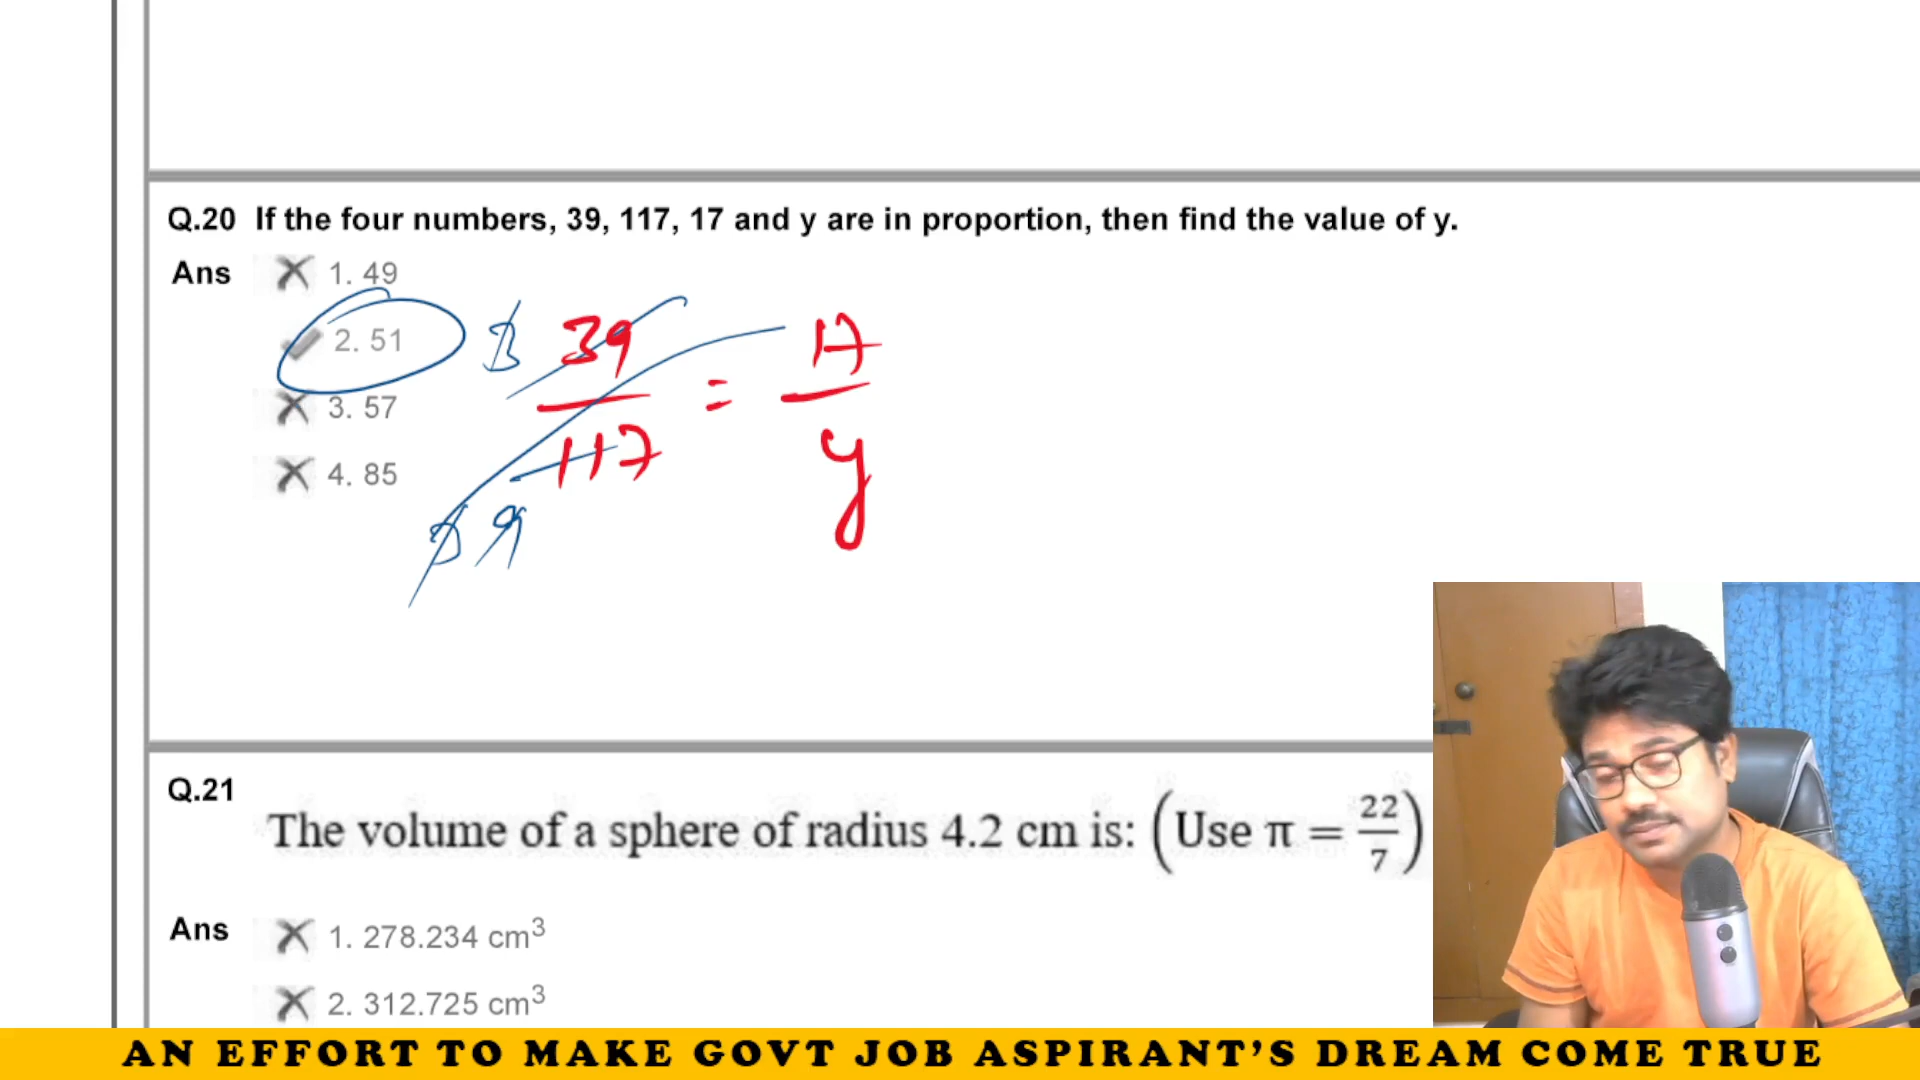 Q.20 If the four numbers, 39, 117, 17 and y are in proportion, then find the value of y.
Ans 1. 49
2. 51
3. 57
4. 85
3 39 = 17
117 y
3 9
Q.21
The volume of a sphere of radius 4.2 cm is: (Use π = 22/7)
Ans 1. 278.234 cm³
2. 312.725 cm³
AN EFFORT TO MAKE GOVT JOB ASPIRANT'S DREAM COME TRUE